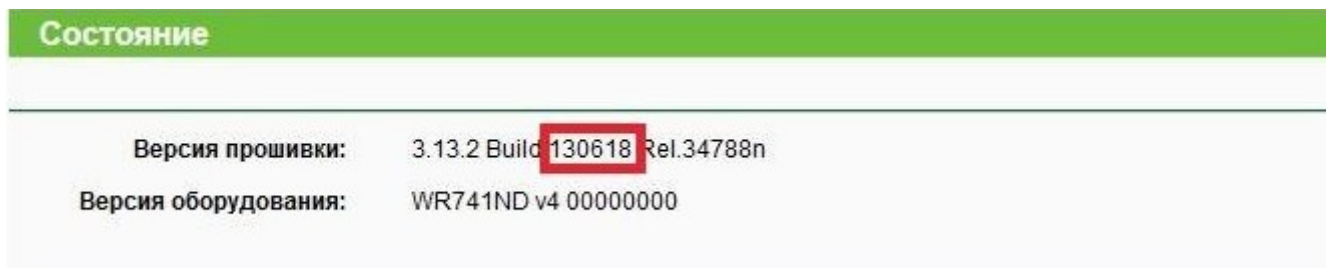 Состояние
Версия прошивки: 3.13.2 Build 130618 Rel.34788n
Версия оборудования: WR741ND v4 00000000